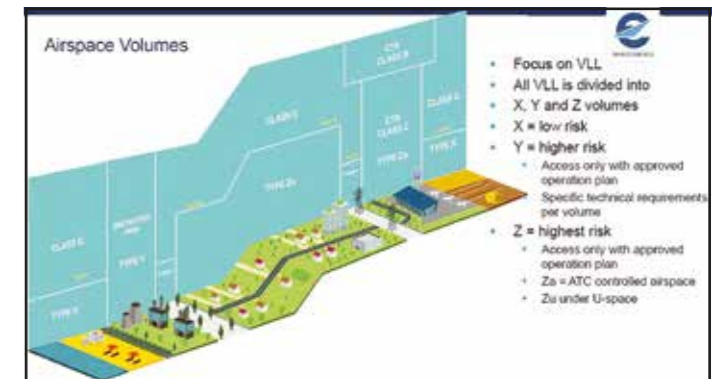 Airspace Volumes
Focus on VLL
All VLL is divided into
X, Y and Z volumes
X = low risk
Y = higher risk
Access only with approved
operation plan
Specific technical requirements
per volume
Z = highest risk
Access only with approved
operation plan
Za = ATC controlled airspace
Zu under U-space
CTR
CLASS G
CTR
CLASS C
CLASS G
TYPE Za
TYPE X
TYPE Zu
CLASS G
TYPE Y
TYPE X